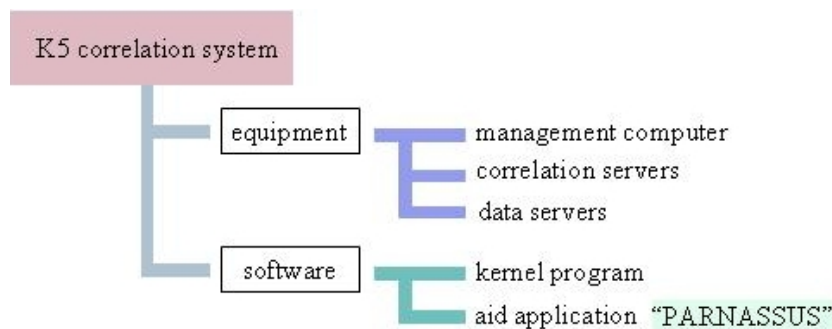 K5 correlation system
equipment
management computer
correlation servers
data servers
software
kernel program
aid application “PARNASSUS”